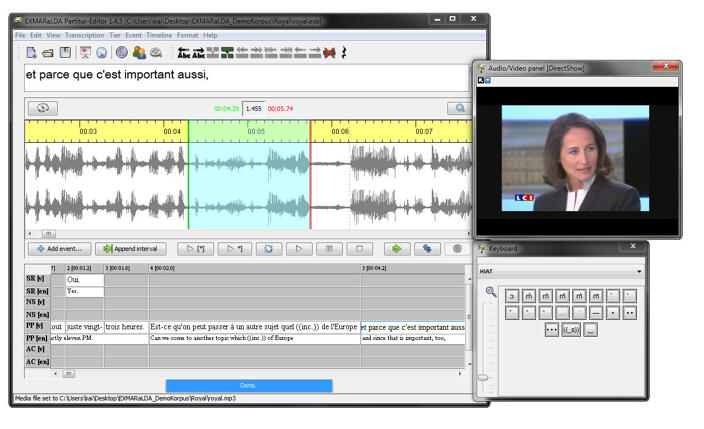 EXMARaLDA Partitur-Editor 1.4.5 [C:\Users\kai\Desktop\EXMARaLDA_DemoKorpus\Royal\royal.exb]
File Edit View Transcription Tier Event Timeline Format Help
Abc Abc
et parce que c'est important aussi,
00:04.29 1.455 00:05.74
00:03 00:04 00:05 00:06 00:07
Add event... Append interval
7] 2 [00:01.2] 3 [00:01.6] 4 [00:02.0] 5 [00:04.2]
SR [v] Oui.
SR [en] Yes.
NS [v]
NS [en]
PP [v] out juste vingt- trois heures. Est-ce qu'on peut passer à un autre sujet quel ((inc.)) de l'Europe et parce que c'est important auss
PP [en] ctly eleven PM. Can we come to another topic which ((inc.)) of Europe and since that is important, too,
AC [v]
AC [en]
Done.
Media file set to C:\Users\kai\Desktop\EXMARaLDA_DemoKorpus\Royal\royal.mp3
Audio/Video panel [DirectShow]
LCI
Keyboard
HIAT
((_s))